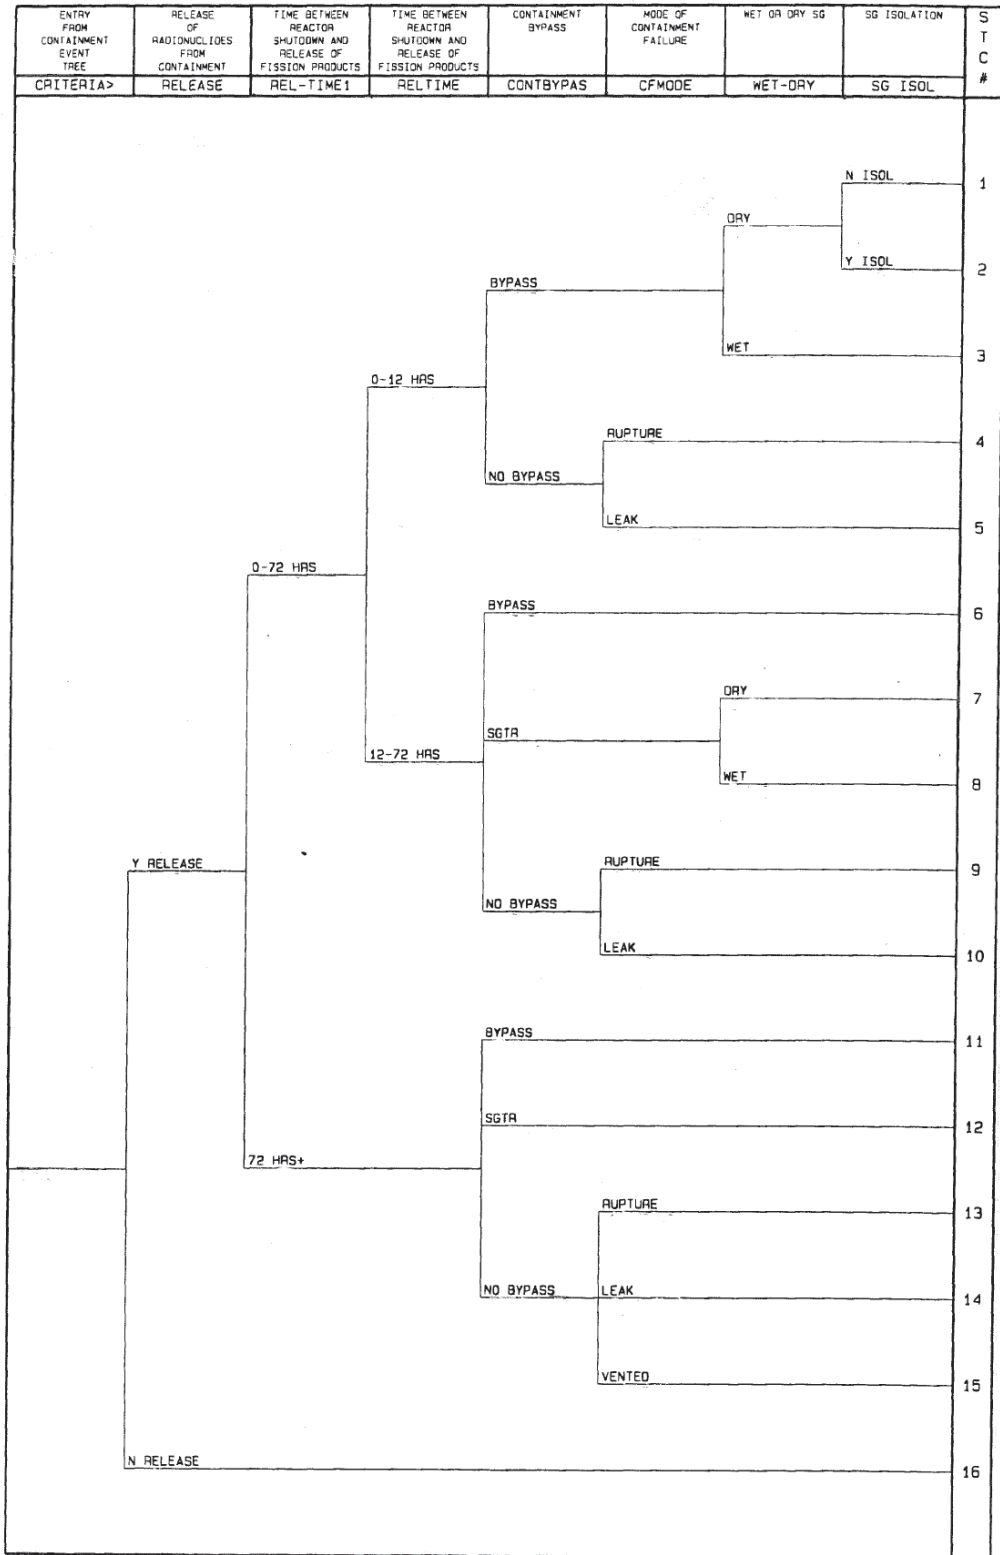 ENTRY
FROM
CONTAINMENT
EVENT
TREE
RELEASE
OF
RADIONUCLIDES
FROM
CONTAINMENT
TIME BETWEEN
REACTOR
SHUTDOWN AND
RELEASE OF
FISSION PRODUCTS
TIME BETWEEN
REACTOR
SHUTDOWN AND
RELEASE OF
FISSION PRODUCTS
CONTAINMENT
BYPASS
MODE OF
CONTAINMENT
FAILURE
WET OR DRY SG
SG ISOLATION
S
T
C
#
CRITERIA>
RELEASE
REL-TIME1
RELTIME
CONTBYPAS
CFMODE
WET-DRY
SG ISOL
N ISOL
1
DRY
Y ISOL
2
BYPASS
WET
3
0-12 HRS
RUPTURE
4
NO BYPASS
LEAK
5
0-72 HRS
BYPASS
6
DRY
7
SGTR
12-72 HRS
WET
8
Y RELEASE
RUPTURE
9
NO BYPASS
LEAK
10
BYPASS
11
SGTR
12
72 HRS+
RUPTURE
13
NO BYPASS
LEAK
14
VENTED
15
N RELEASE
16